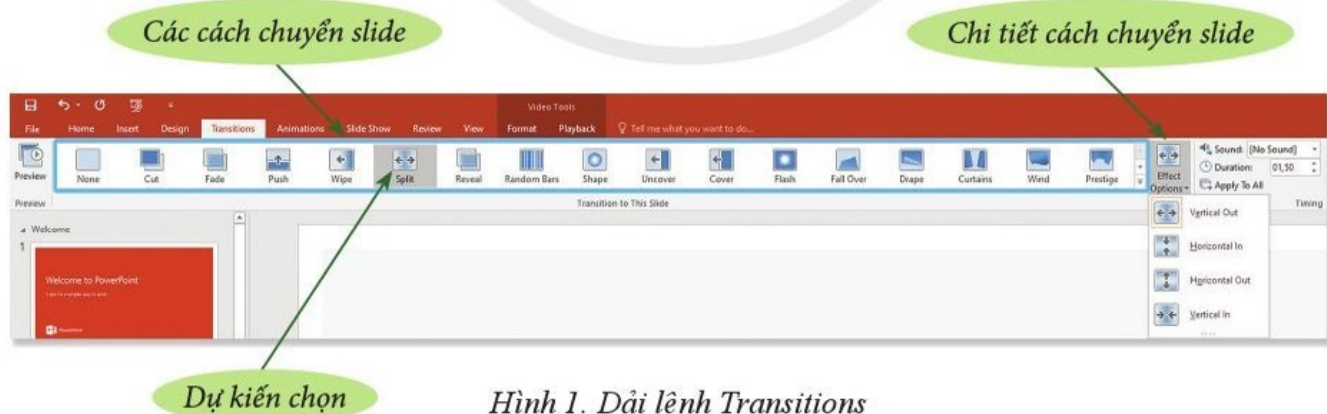 Các cách chuyển slide
Chi tiết cách chuyển slide
Video Tools
File Home Insert Design Transitions Animations Slide Show Review View Format Playback Tell me what you want to do...
Preview None Cut Fade Push Wipe Split Reveal Random Bars Shape Uncover Cover Flash Fall Over Drape Curtains Wind Prestige Effect Options
Sound: [No Sound]
Duration: 01,50
Apply To All
Preview Transition to This Slide Timing
Vertical Out
Horizontal In
Horizontal Out
Vertical In
Welcome
1
Welcome to PowerPoint
PowerPoint
Dự kiến chọn
Hình 1. Dải lệnh Transitions